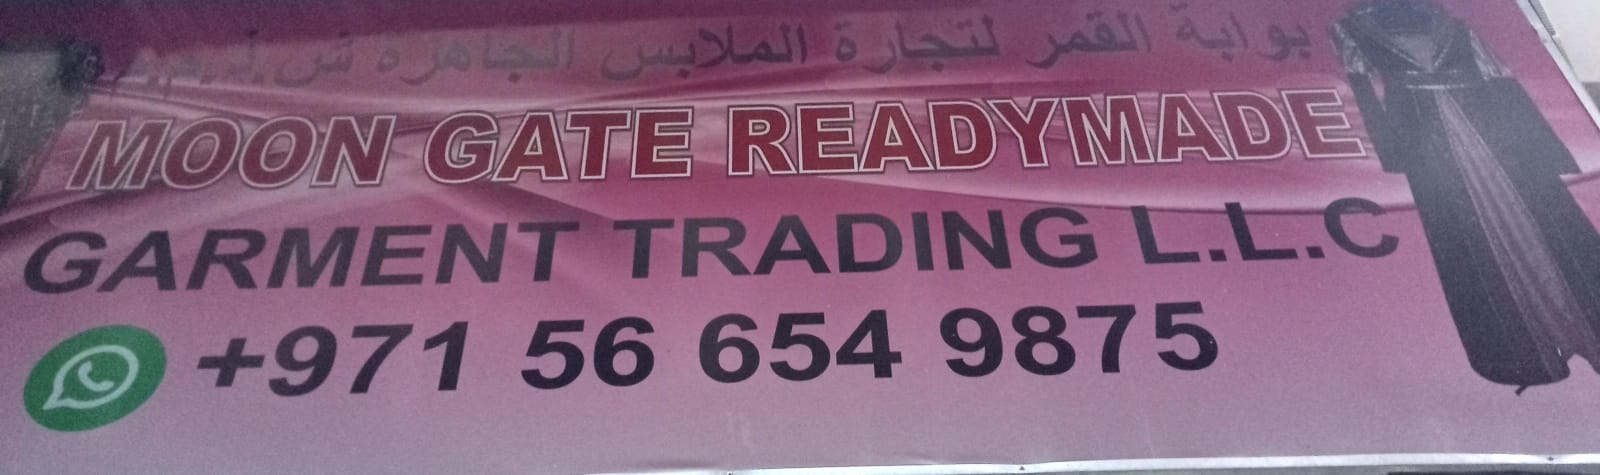 بوابة القمر لتجارة الملابس الجاهزة ش.ذ.م.م
MOON GATE READYMADE
GARMENT TRADING L.L.C
+971 56 654 9875